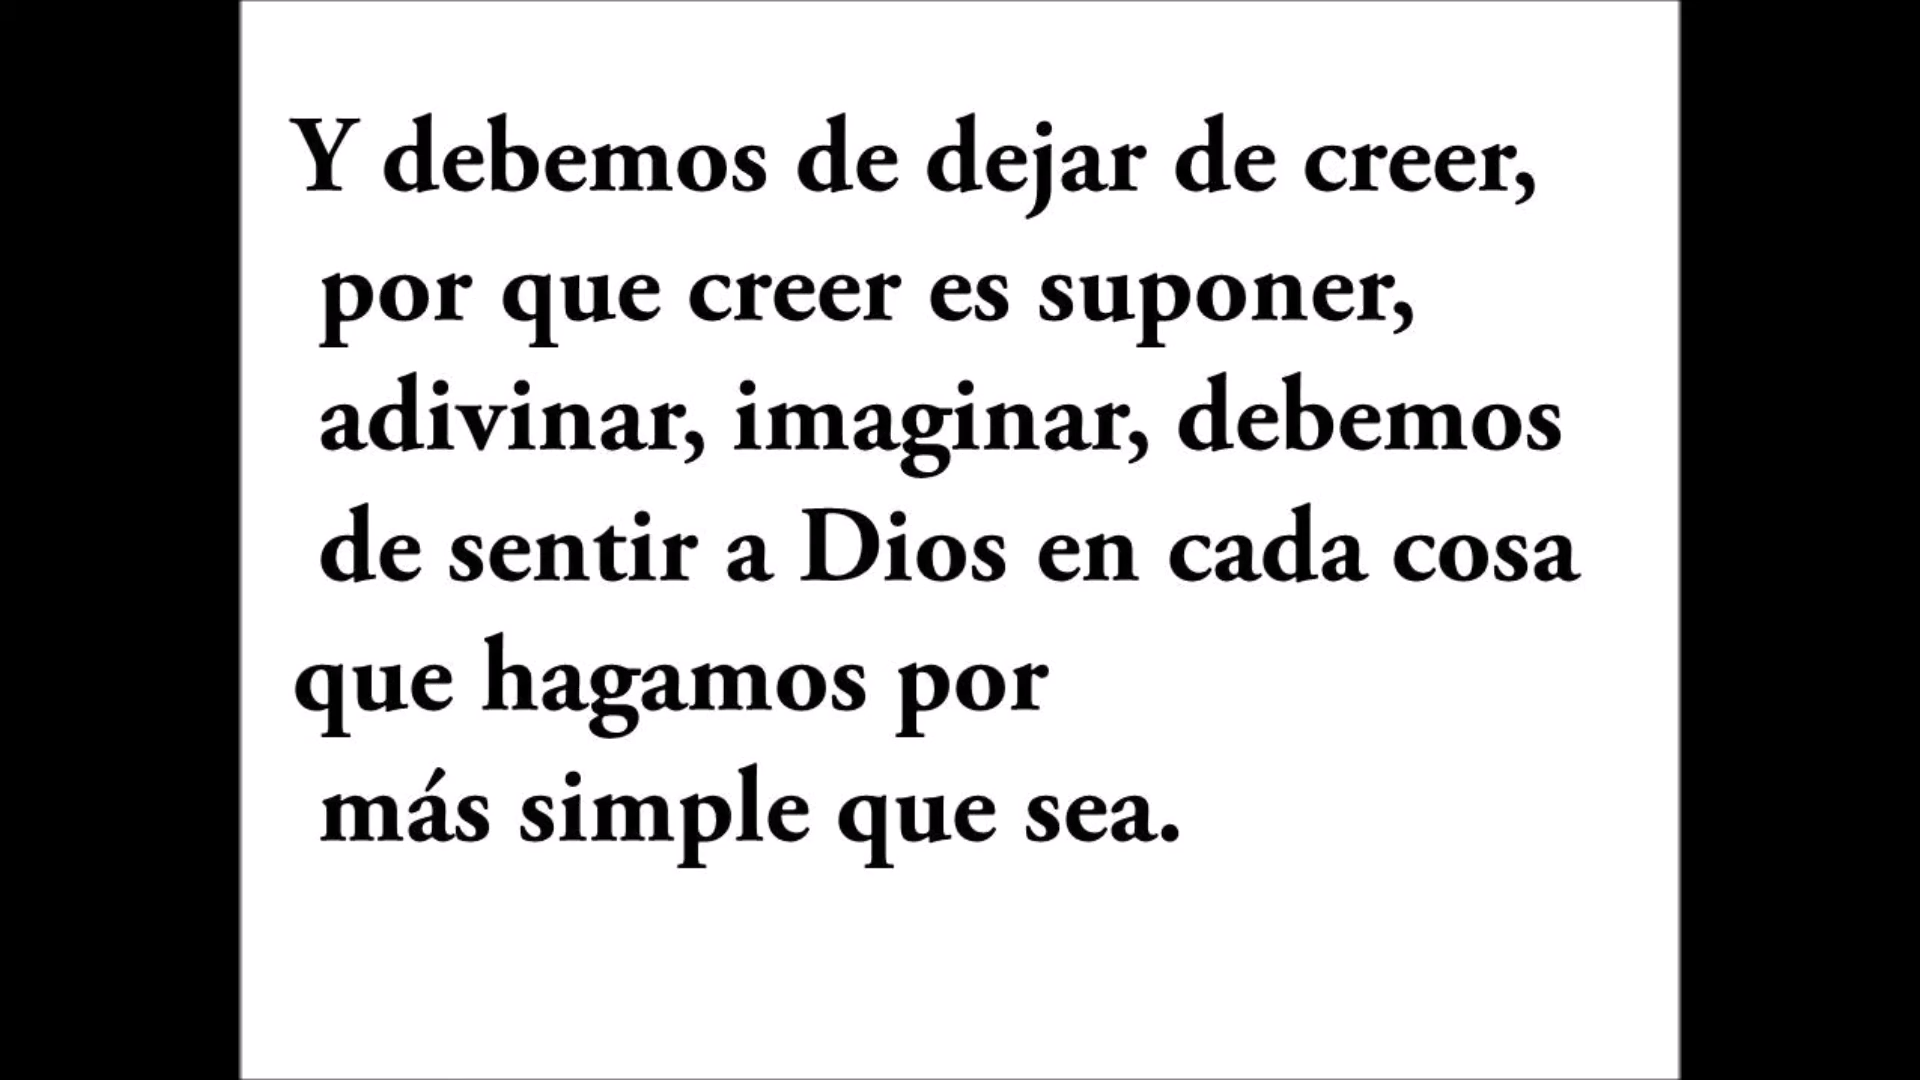 Y debemos de dejar de creer,
por que creer es suponer,
adivinar, imaginar, debemos
de sentir a Dios en cada cosa
que hagamos por
más simple que sea.